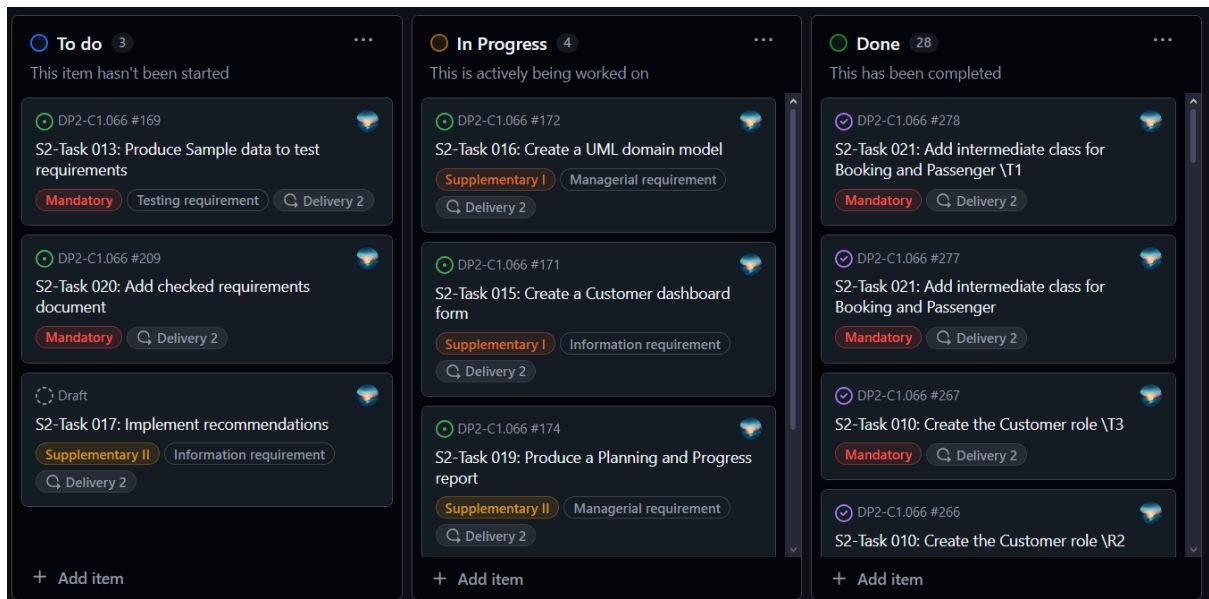 To do 3
This item hasn't been started
DP2-C1.066 #169
S2-Task 013: Produce Sample data to test
requirements
Mandatory Testing requirement Delivery 2
DP2-C1.066 #209
S2-Task 020: Add checked requirements
document
Mandatory Delivery 2
Draft
S2-Task 017: Implement recommendations
Supplementary II Information requirement
Delivery 2
+ Add item
In Progress 4
This is actively being worked on
DP2-C1.066 #172
S2-Task 016: Create a UML domain model
Supplementary I Managerial requirement
Delivery 2
DP2-C1.066 #171
S2-Task 015: Create a Customer dashboard
form
Supplementary I Information requirement
Delivery 2
DP2-C1.066 #174
S2-Task 019: Produce a Planning and Progress
report
Supplementary II Managerial requirement
Delivery 2
+ Add item
Done 28
This has been completed
DP2-C1.066 #278
S2-Task 021: Add intermediate class for
Booking and Passenger \T1
Mandatory Delivery 2
DP2-C1.066 #277
S2-Task 021: Add intermediate class for
Booking and Passenger
Mandatory Delivery 2
DP2-C1.066 #267
S2-Task 010: Create the Customer role \T3
Mandatory Delivery 2
DP2-C1.066 #266
S2-Task 010: Create the Customer role \R2
+ Add item